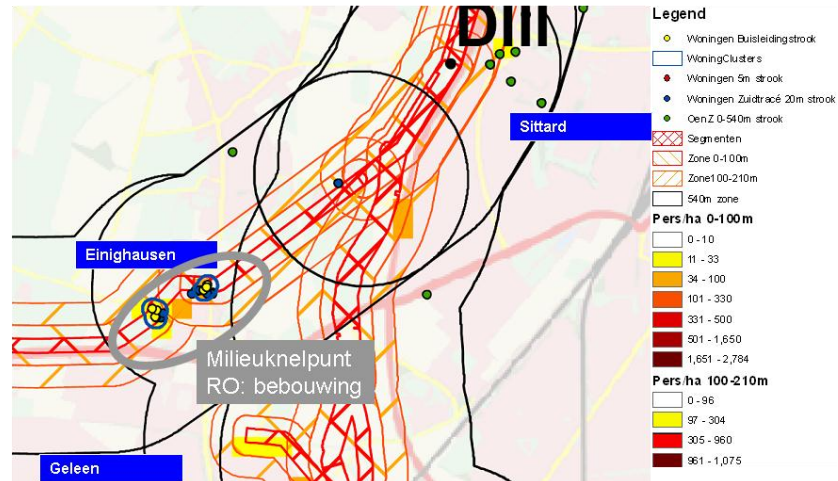 DIII
Sittard
Einighausen
Milieuknelpunt
RO: bebouwing
Geleen
Legend
Woningen Buisleidingstrook
WoningClusters
Woningen 5m strook
Woningen Zuidtracé 20m strook
OenZ 0-540m strook
Segmenten
Zone 0-100m
Zone100-210m
540m zone
Pers/ha 0-100m
0 - 10
11 - 33
34 - 100
101 - 330
331 - 500
501 - 1,650
1,651 - 2,784
Pers/ha 100-210m
0 - 96
97 - 304
305 - 960
961 - 1,075